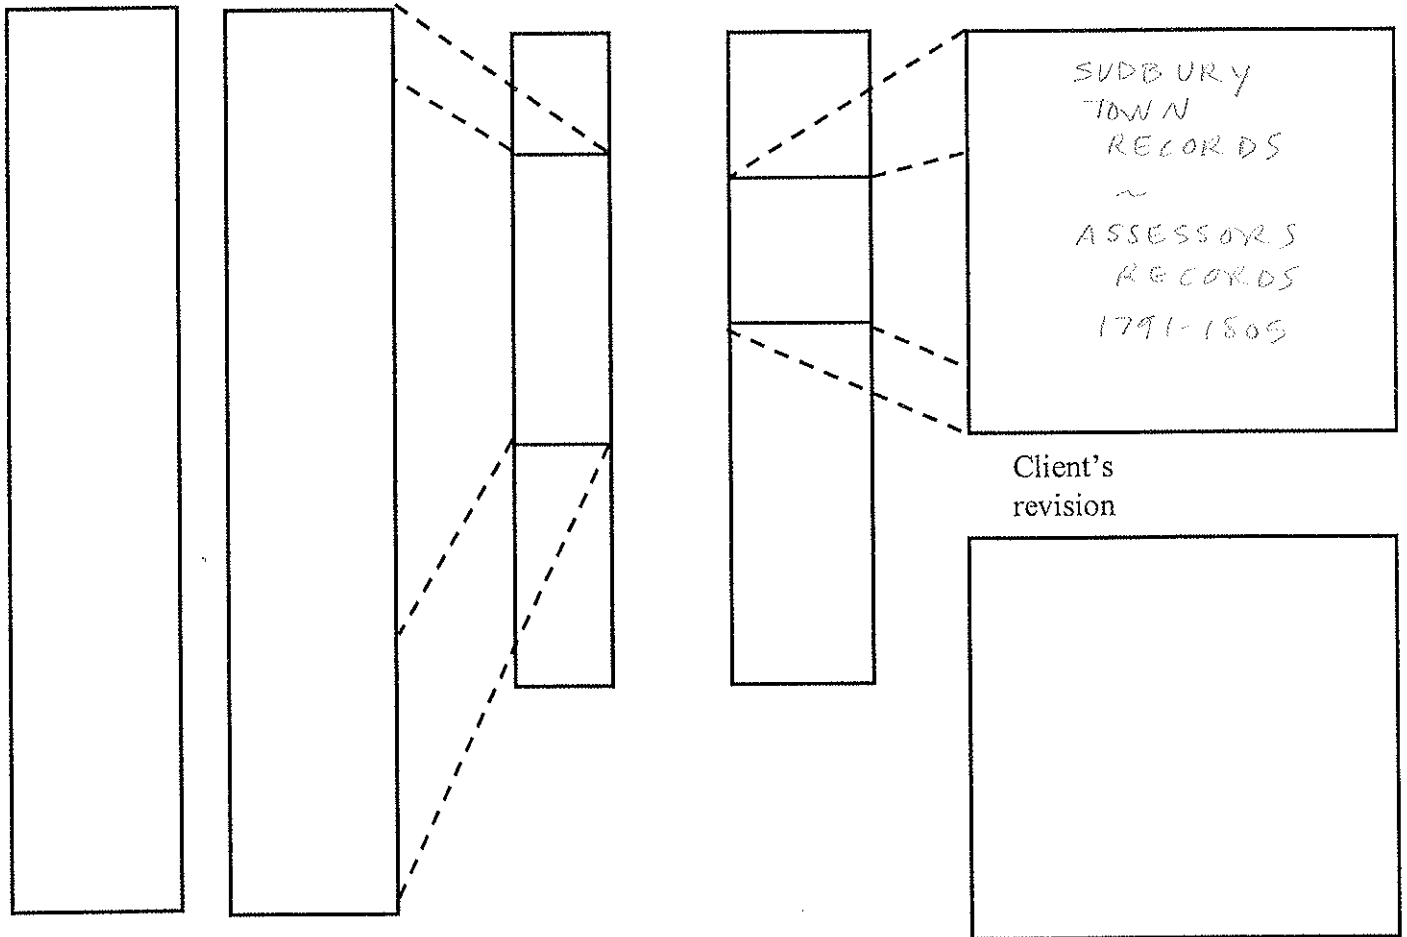 SUDBURY
TOWN
RECORDS
~
ASSESSORS
RECORDS
1791-1805
Client's
revision